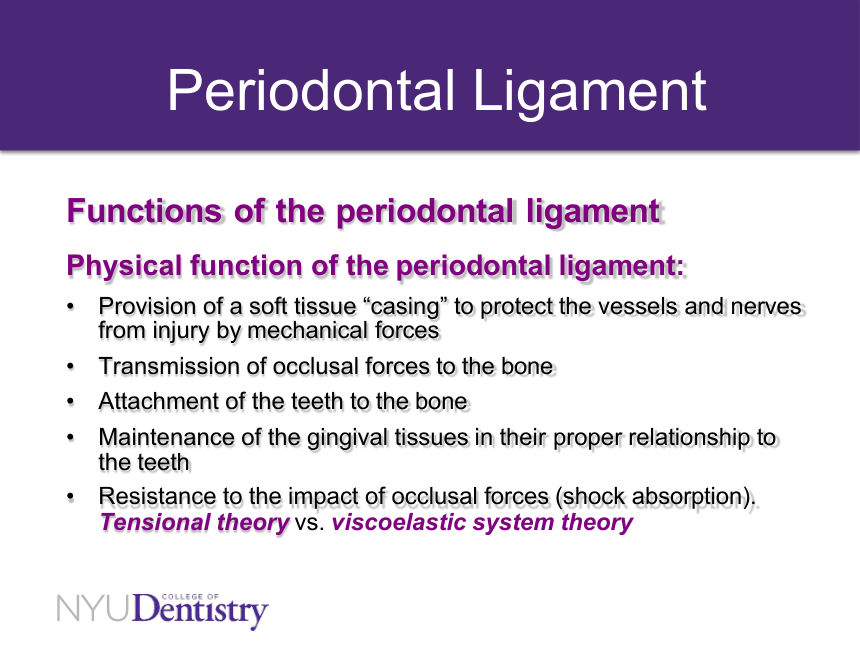 Periodontal Ligament
Functions of the periodontal ligament
Physical function of the periodontal ligament:
• Provision of a soft tissue “casing” to protect the vessels and nerves
from injury by mechanical forces
• Transmission of occlusal forces to the bone
• Attachment of the teeth to the bone
• Maintenance of the gingival tissues in their proper relationship to
the teeth
• Resistance to the impact of occlusal forces (shock absorption).
Tensional theory vs. viscoelastic system theory
COLLEGE OF
NYU Dentistry